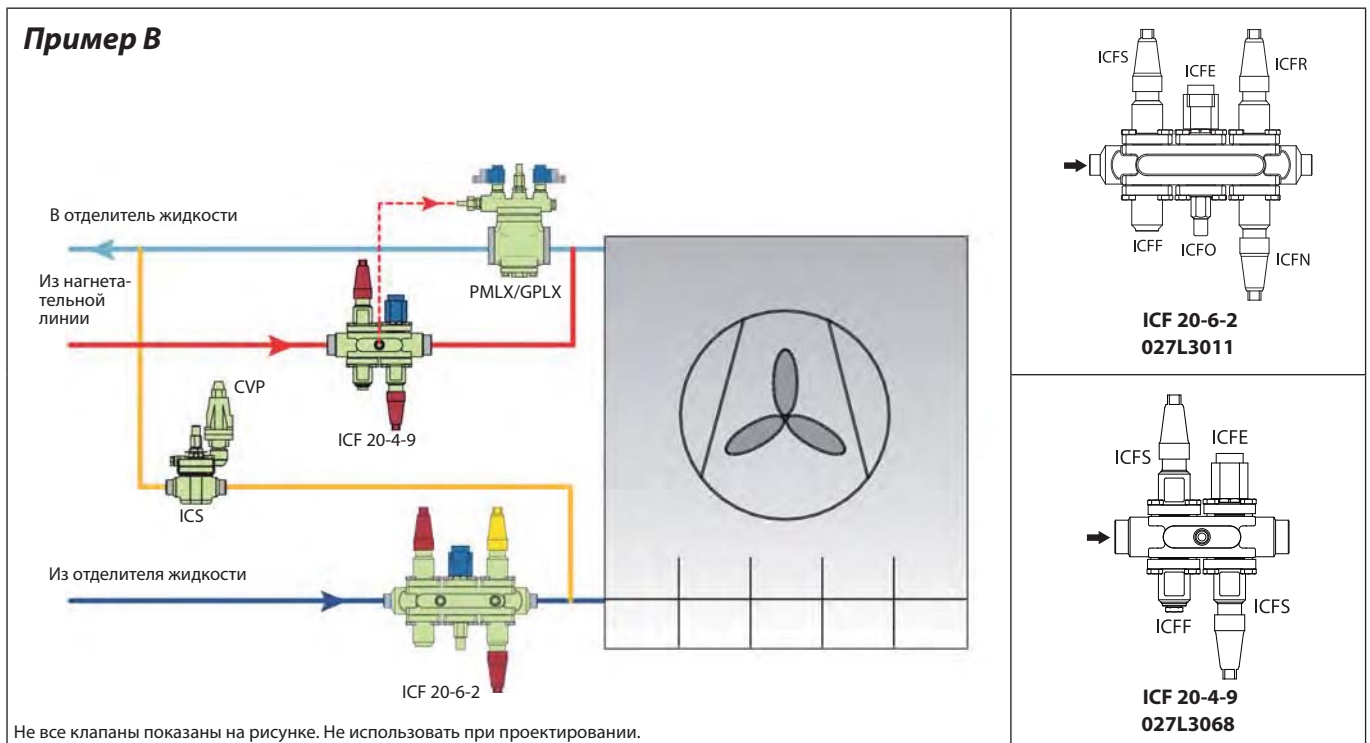 Пример B
В отделитель жидкости
Из нагнета-
тельной
линии
PMLX/GPLX
CVP
ICF 20-4-9
ICS
Из отделителя жидкости
ICF 20-6-2
Не все клапаны показаны на рисунке. Не использовать при проектировании.
ICFS
ICFE
ICFR
ICFF
ICFO
ICFN
ICF 20-6-2
027L3011
ICFS
ICFE
ICFF
ICFS
ICF 20-4-9
027L3068